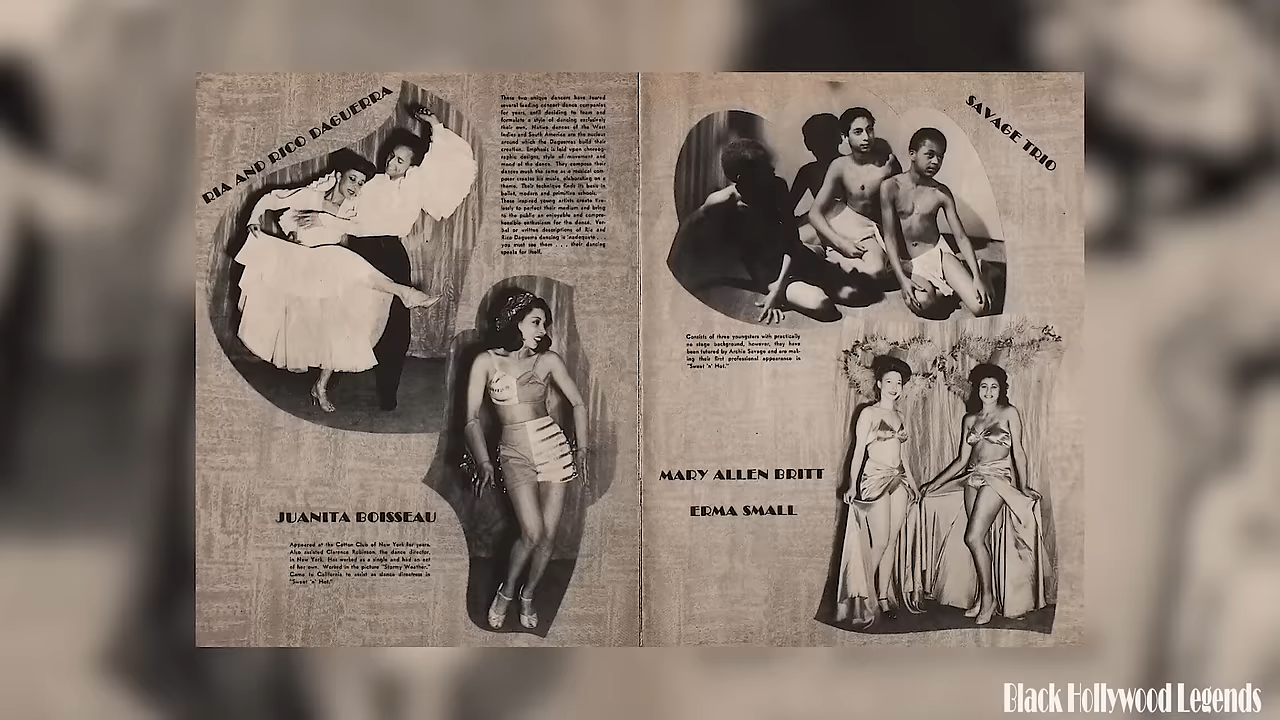 RIA AND RICO DAGUERRA
These two unique dancers have toured
several leading concert dance companies
for years, until deciding to team and
formulate a style of dancing exclusively
their own. Native dances of the West
Indies and South America are the nucleus
around which the Daguerras build their
creation. Emphasis is laid upon choreog-
raphic designs, style of movement and
mood of the dance. They compose their
dances much the same as a musical com-
poser creates his music, elaborating on a
theme. Their technique finds its basis in
ballet, modern and primitive schools.
These inspired young artists create tire-
lessly to perfect their medium and bring
to the public an enjoyable and compre-
hensible enthusiasm for the dance. Ver-
bal or written descriptions of Ria and
Rico Daguerra dancing is inadequate . . .
you must see them . . . their dancing
speaks for itself.
JUANITA BOISSEAU
Appeared at the Cotton Club of New York for years.
Also assisted Clarence Robinson, the dance director,
in New York. Has worked as a single and had an act
of her own. Worked in the picture "Stormy Weather."
Came to California to assist as dance directress in
"Sweet 'n' Hot."
SAVAGE TRIO
Consists of three youngsters with practically
no stage background, however, they have
been tutored by Archie Savage and are mak-
ing their first professional appearance in
"Sweet 'n' Hot."
MARY ALLEN BRITT
ERMA SMALL
Black Hollywood Legends